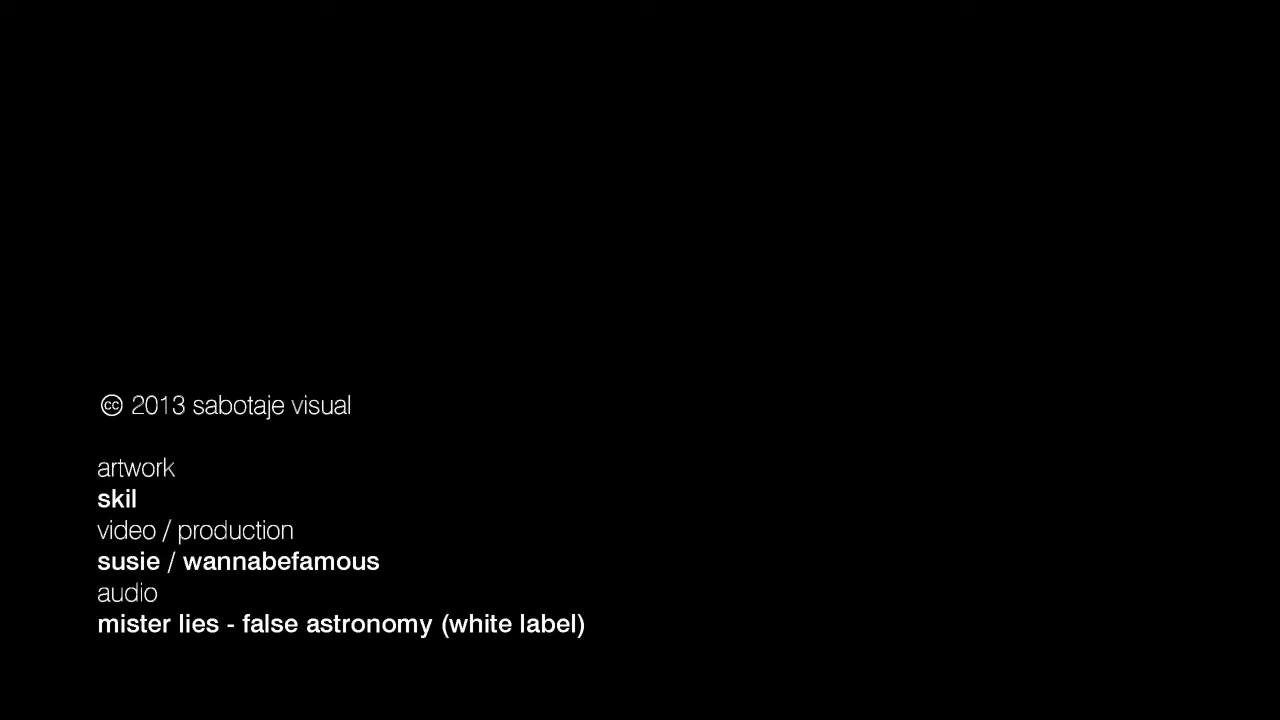 🅭 2013 sabotaje visual
artwork
skil
video / production
susie / wannabefamous
audio
mister lies - false astronomy (white label)